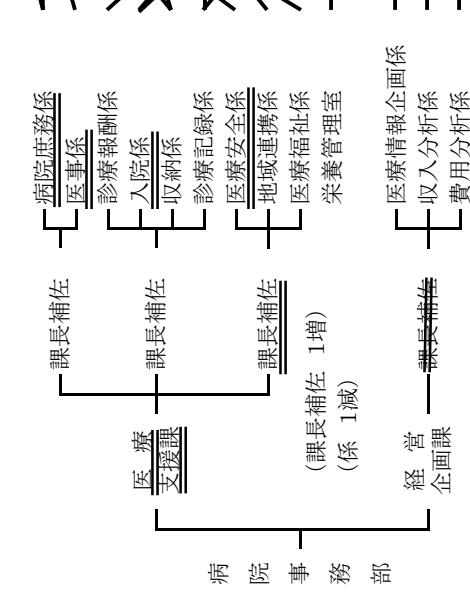 病院事務部
医療
支援課
課長補佐
病院庶務係
医事係
課長補佐
診療報酬係
入院係
収納係
診療記録係
課長補佐
医療安全係
地域連携係
医療福祉係
栄養管理室
(課長補佐 1増)
(係 1減)
経営
企画課
課長補佐
医療情報企画係
収入分析係
費用分析係